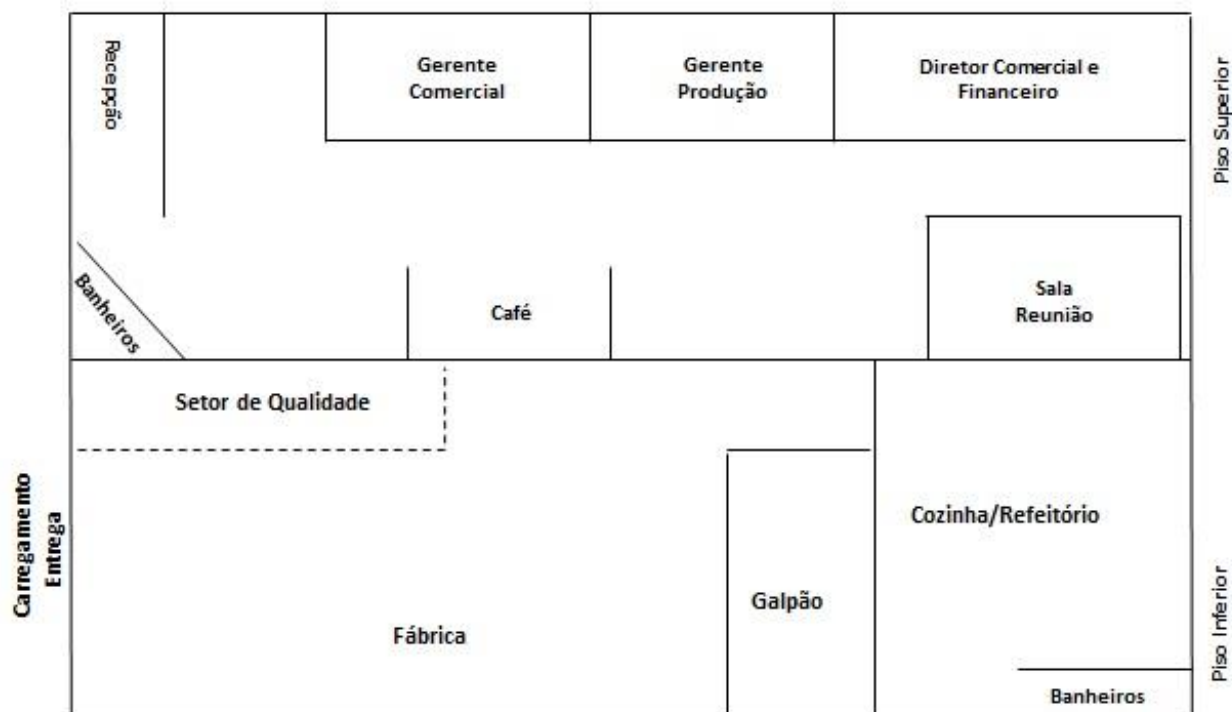 Recepção
Gerente
Comercial
Gerente
Produção
Diretor Comercial e
Financeiro
Piso Superior
Banheiros
Café
Sala
Reunião
Setor de Qualidade
Carregamento
Entrega
Cozinha/Refeitório
Galpão
Fábrica
Piso Inferior
Banheiros